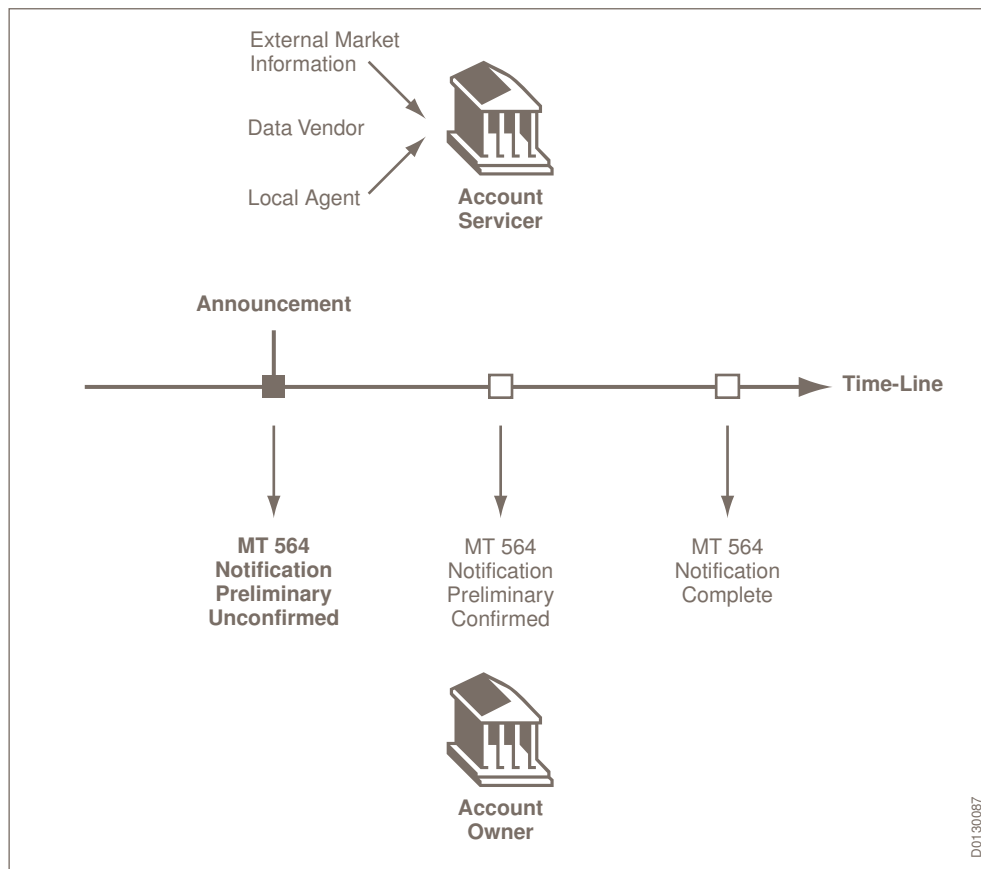 External Market
Information
Data Vendor
Local Agent
Account
Servicer
Announcement
Time-Line
MT 564
Notification
Preliminary
Unconfirmed
MT 564
Notification
Preliminary
Confirmed
MT 564
Notification
Complete
Account
Owner
D0130087